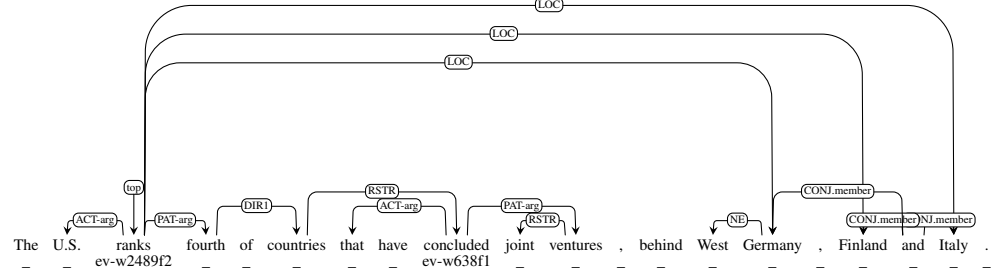 LOC
LOC
LOC
top
RSTR
CONJ.member
DIR1 ACT-arg PAT-arg
ACT-arg PAT-arg RSTR NE CONJ.member NJ.member
The U.S. ranks fourth of countries that have concluded joint ventures , behind West Germany , Finland and Italy .
_ _ ev-w2489f2 _ _ _ _ _ ev-w638f1 _ _ _ _ _ _ _ _ _ _ _